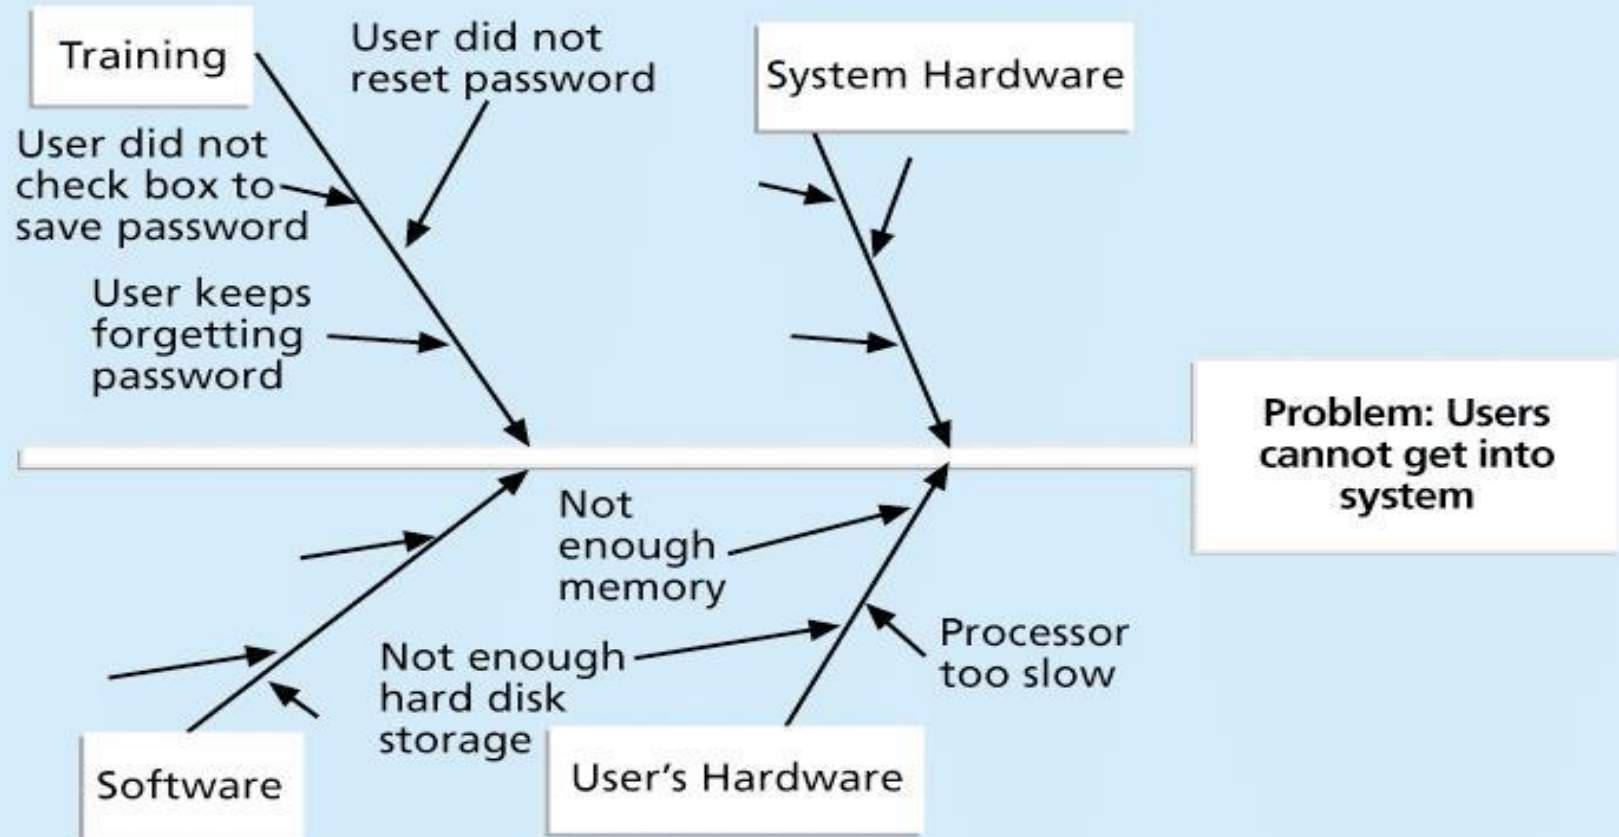 Training
User did not
reset password
System Hardware
User did not
check box to
save password
User keeps
forgetting
password
Problem: Users
cannot get into
system
Not
enough
memory
Not enough
hard disk
storage
Processor
too slow
Software
User’s Hardware